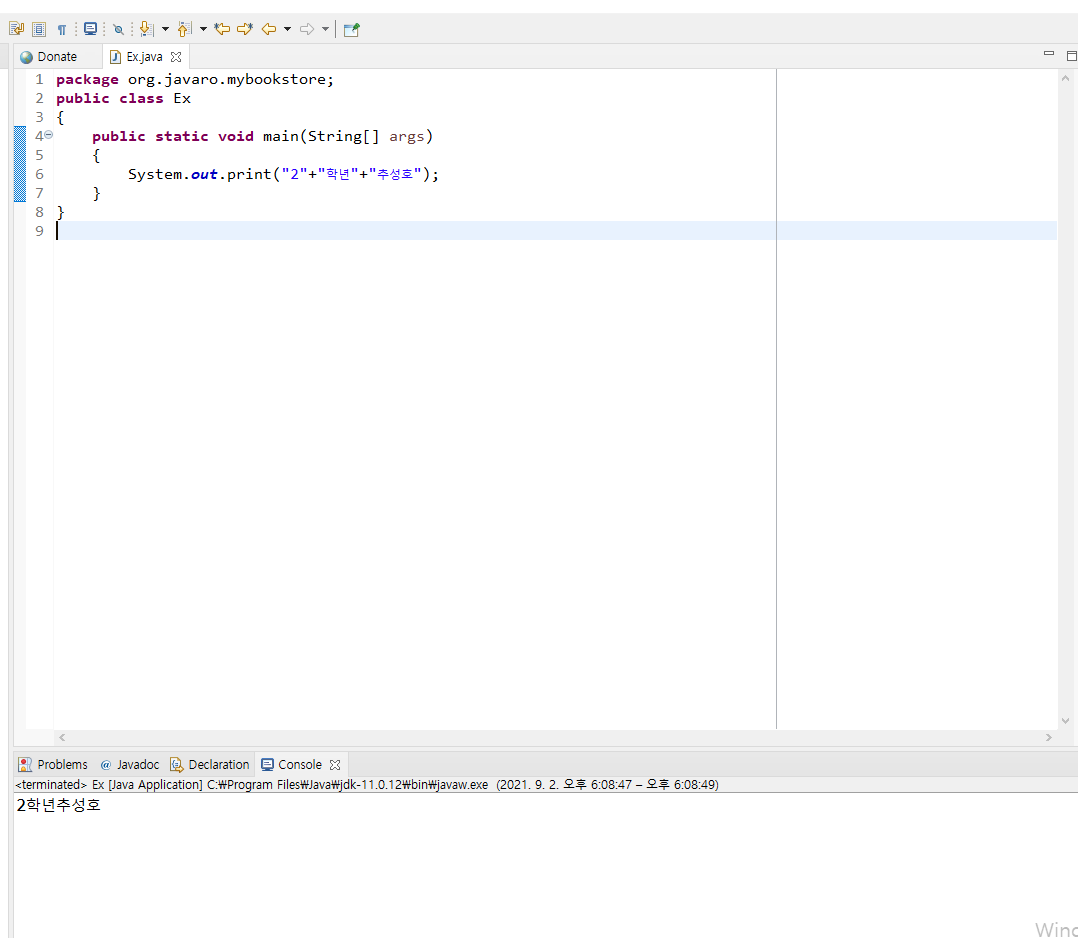 Donate Ex.java
1 package org.javaro.mybookstore;
2 public class Ex
3 {
4 public static void main(String[] args)
5 {
6 System.out.print("2"+"학년"+"추성호");
7 }
8 }
9
Problems @ Javadoc Declaration Console
<terminated> Ex [Java Application] C:₩Program Files₩Java₩jdk-11.0.12₩bin₩javaw.exe (2021. 9. 2. 오후 6:08:47 – 오후 6:08:49)
2학년추성호